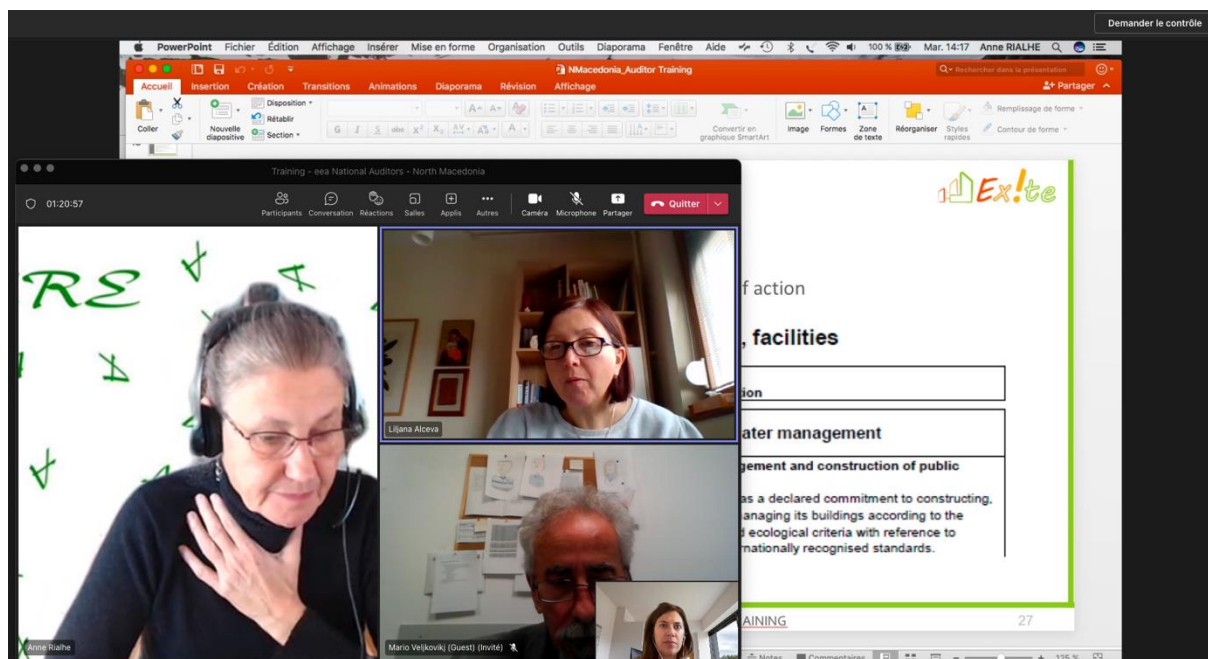 Demander le contrôle
PowerPoint Fichier Édition Affichage Insérer Mise en forme Organisation Outils Diaporama Fenêtre Aide 100 % Mar. 14:17 Anne RIALHE
NMacedonia_Auditor Training
Rechercher dans la présentation
Accueil Insertion Création Transitions Animations Diaporama Révision Affichage
Partager
Coller
Nouvelle diapositive
Disposition
Rétablir
Section
Convertir en graphique SmartArt
Image
Formes
Zone de texte
Réorganiser
Styles rapides
Remplissage de forme
Contour de forme
Training - eea National Auditors - North Macedonia
01:20:57
Participants Conversation Réactions Salles Applis Autres Caméra Microphone Partager
Quitter
Ex!te
RE
f action
, facilities
ion
ater management
gement and construction of public
as a declared commitment to constructing,
anaging its buildings according to the
d ecological criteria with reference to
rnationally recognised standards.
Liljana Alceva
Anne Rialhe
Mario Veljkovikj (Guest) (Invité)
AINING
27
Notes Commentaires 125 %